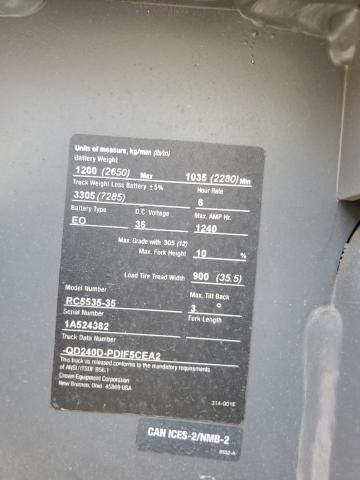 Units of measure, kg/mm (lb/in)
Battery Weight
1200 (2650) Max 1035 (2280) Min
Truck Weight Less Battery ±5% Hour Rate
3305 (7285) 6
Battery Type D.C. Voltage Max. AMP Hr.
EO 36 1240
Max. Grade with 305 (12)
Max. Fork Height 10 %
Load Tire Tread Width 900 (35.5)
Model Number Max. Tilt Back
RC5535-35 3 °
Serial Number Fork Length
1A524382
Truck Data Number
-QD240D-PDIF5CEA2
This truck as released conforms to the mandatory requirements
of ANSI / ITSDF B56.1
Crown Equipment Corporation
New Bremen, Ohio 45869 USA
314-001E
CAN ICES-2/NMB-2